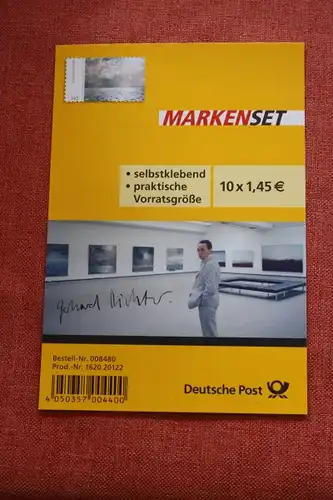 MARKENSET
• selbstklebend
• praktische
Vorratsgröße
10 x 1,45 €
Gerhard Richter.
Bestell-Nr. 008480
Prod.-Nr. 1620 20122
4 050357 004400
Deutsche Post